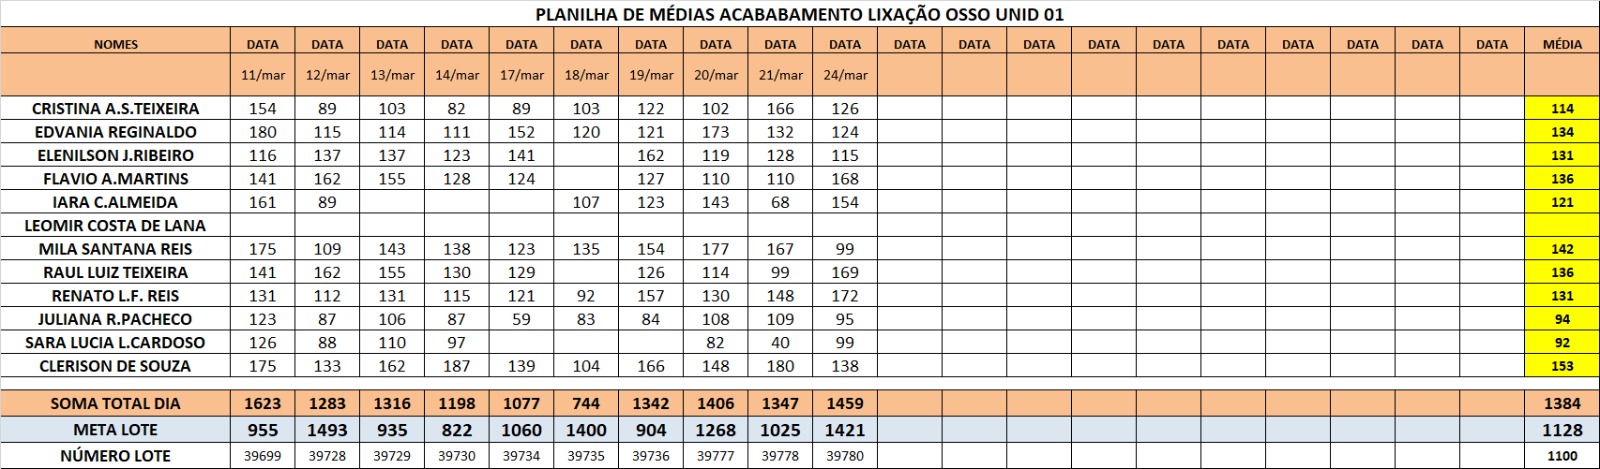 PLANILHA DE MÉDIAS ACABABAMENTO LIXAÇÃO OSSO UNID 01
NOMES DATA DATA DATA DATA DATA DATA DATA DATA DATA DATA DATA DATA DATA DATA DATA DATA DATA DATA DATA DATA MÉDIA
11/mar 12/mar 13/mar 14/mar 17/mar 18/mar 19/mar 20/mar 21/mar 24/mar
CRISTINA A.S.TEIXEIRA 154 89 103 82 89 103 122 102 166 126 114
EDVANIA REGINALDO 180 115 114 111 152 120 121 173 132 124 134
ELENILSON J.RIBEIRO 116 137 137 123 141 162 119 128 115 131
FLAVIO A.MARTINS 141 162 155 128 124 127 110 110 168 136
IARA C.ALMEIDA 161 89 107 123 143 68 154 121
LEOMIR COSTA DE LANA
MILA SANTANA REIS 175 109 143 138 123 135 154 177 167 99 142
RAUL LUIZ TEIXEIRA 141 162 155 130 129 126 114 99 169 136
RENATO L.F. REIS 131 112 131 115 121 92 157 130 148 172 131
JULIANA R.PACHECO 123 87 106 87 59 83 84 108 109 95 94
SARA LUCIA L.CARDOSO 126 88 110 97 82 40 99 92
CLERISON DE SOUZA 175 133 162 187 139 104 166 148 180 138 153
SOMA TOTAL DIA 1623 1283 1316 1198 1077 744 1342 1406 1347 1459 1384
META LOTE 955 1493 935 822 1060 1400 904 1268 1025 1421 1128
NÚMERO LOTE 39699 39728 39729 39730 39734 39735 39736 39777 39778 39780 1100